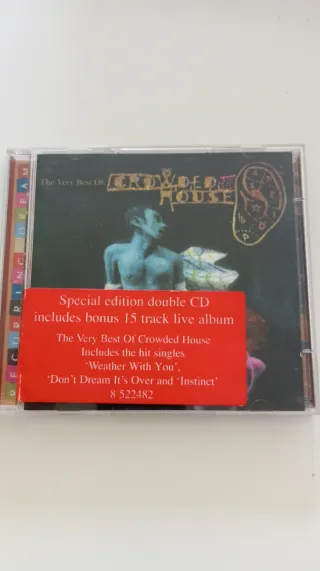 The Very Best Of
CROWDED
HOUSE
RECURRING DREAM
Special edition double CD
includes bonus 15 track live album
The Very Best Of Crowded House
Includes the hit singles
'Weather With You',
'Don't Dream It's Over and 'Instinct'
8 522482